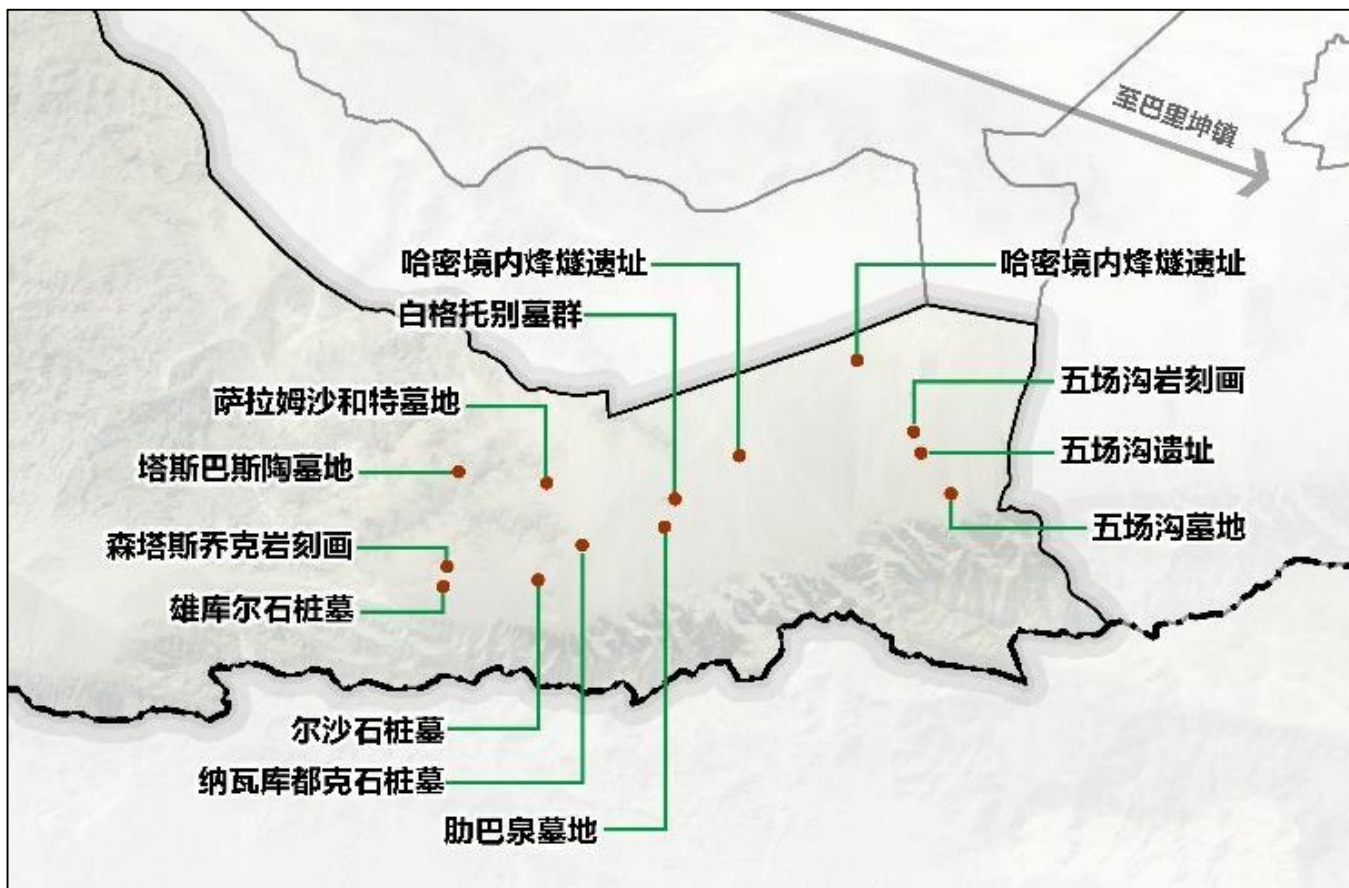 至巴里坤镇
哈密境内烽燧遗址
哈密境内烽燧遗址
白格托别墓群
五场沟岩刻画
萨拉姆沙和特墓地
五场沟遗址
塔斯巴斯陶墓地
五场沟墓地
森塔斯乔克岩刻画
雄库尔石桩墓
尔沙石桩墓
纳瓦库都克石桩墓
肋巴泉墓地